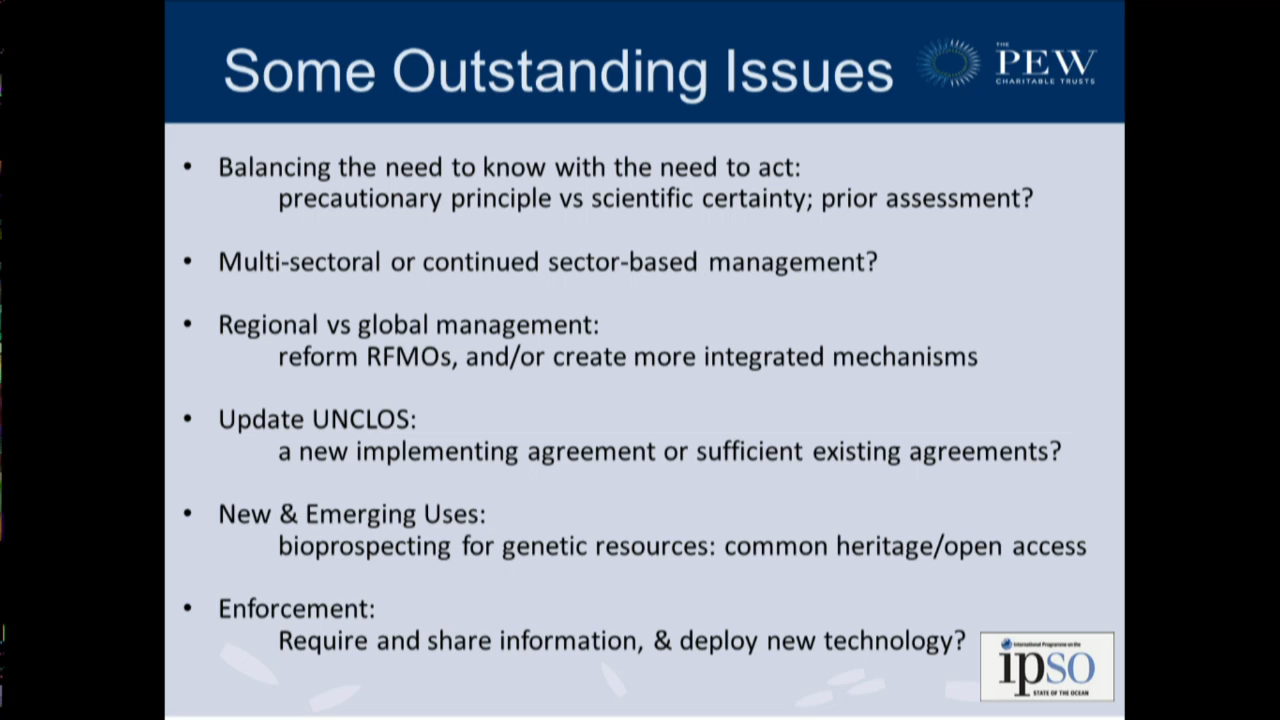 Some Outstanding Issues
THE
PEW
CHARITABLE TRUSTS
• Balancing the need to know with the need to act:
precautionary principle vs scientific certainty; prior assessment?
• Multi-sectoral or continued sector-based management?
• Regional vs global management:
reform RFMOs, and/or create more integrated mechanisms
• Update UNCLOS:
a new implementing agreement or sufficient existing agreements?
• New & Emerging Uses:
bioprospecting for genetic resources: common heritage/open access
• Enforcement:
Require and share information, & deploy new technology?
International Programme on the
ipso
STATE OF THE OCEAN